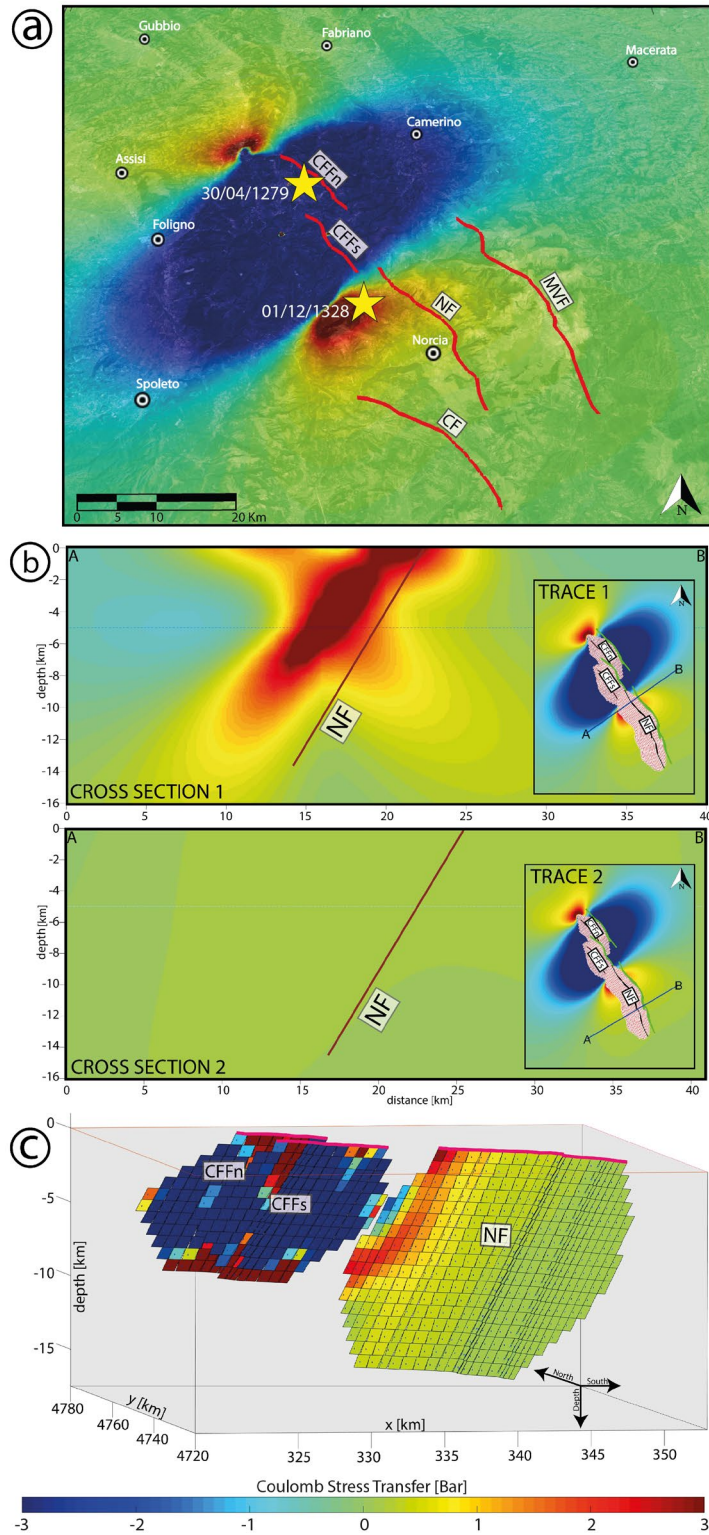 a
Gubbio
Fabriano
Macerata
Camerino
Assisi
CFFn
30/04/1279
Foligno
CFFs
MVF
01/12/1328
NF
Norcia
Spoleto
CF
0 5 10 20 Km
N
b
A B
0
-2
-4
-6
-8
-10
-12
-14
-16
depth [km]
NF
CROSS SECTION 1
0 5 10 15 20 25 30 35 40
TRACE 1
N
CFFn
CFFs
B
NF
A
A B
0
-2
-4
-6
-8
-10
-12
-14
-16
depth [km]
NF
CROSS SECTION 2
0 5 10 15 20 25 30 35 40
distance [km]
TRACE 2
N
CFFn
CFFs
B
NF
A
c
0
-5
-10
-15
depth [km]
CFFn
CFFs
NF
North
South
Depth
y [km]
4780
4760
4740
4720
x [km]
325 330 335 340 345 350
Coulomb Stress Transfer [Bar]
-3 -2 -1 0 1 2 3